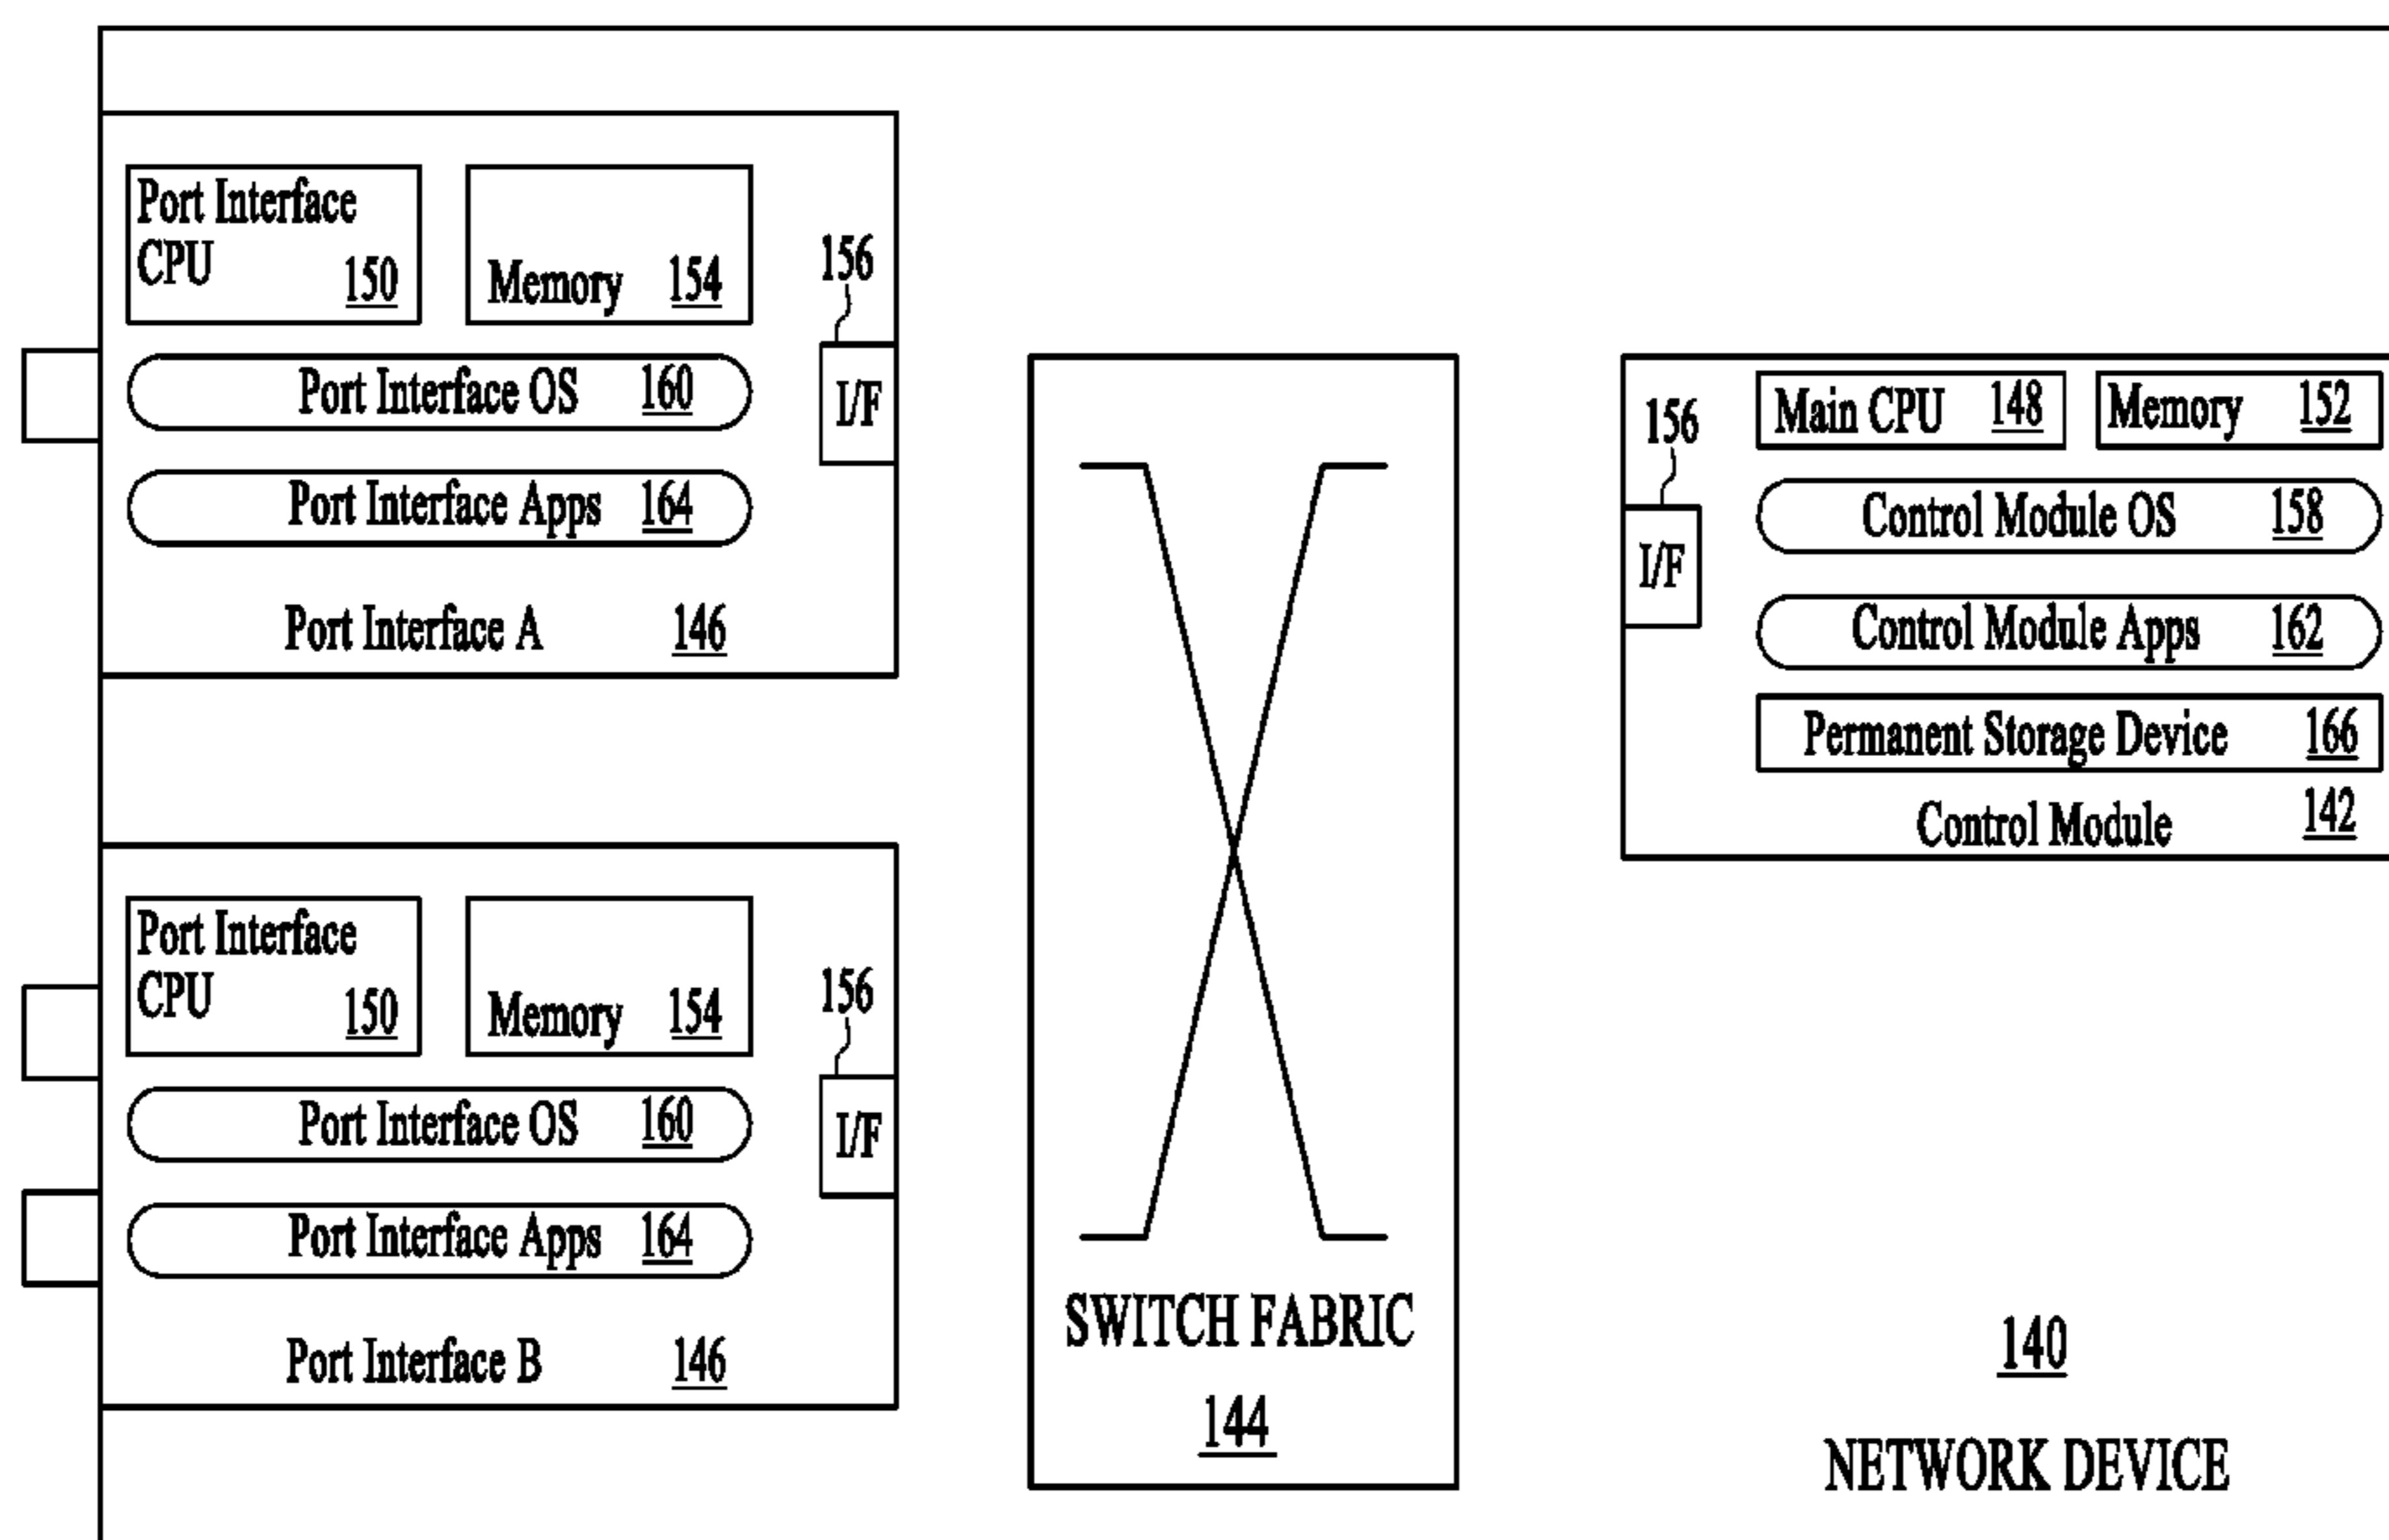 Port Interface
CPU 150
Memory 154
156
I/F
Port Interface OS 160
Port Interface Apps 164
Port Interface A 146
Port Interface
CPU 150
Memory 154
156
I/F
Port Interface OS 160
Port Interface Apps 164
Port Interface B 146
SWITCH FABRIC
144
156
I/F
Main CPU 148
Memory 152
Control Module OS 158
Control Module Apps 162
Permanent Storage Device 166
Control Module 142
140
NETWORK DEVICE